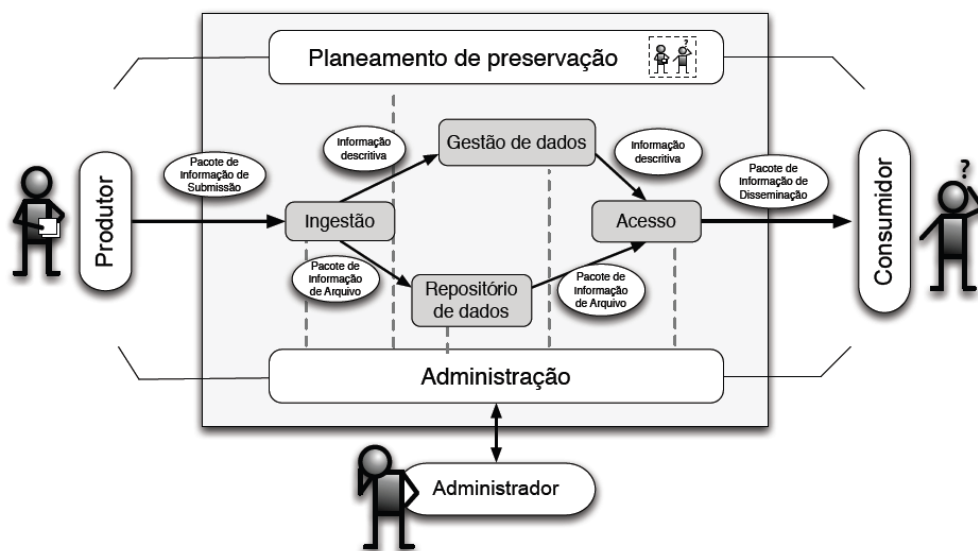 Planeamento de preservação
?
Informação
descritiva
Gestão de dados
Informação
descritiva
Pacote de
Informação de
Submissão
Pacote de
Informação de
Disseminação
?
Produtor
Ingestão
Acesso
Consumidor
Pacote de
Informação
de Arquivo
Repositório
de dados
Pacote de
Informação
de Arquivo
Administração
Administrador